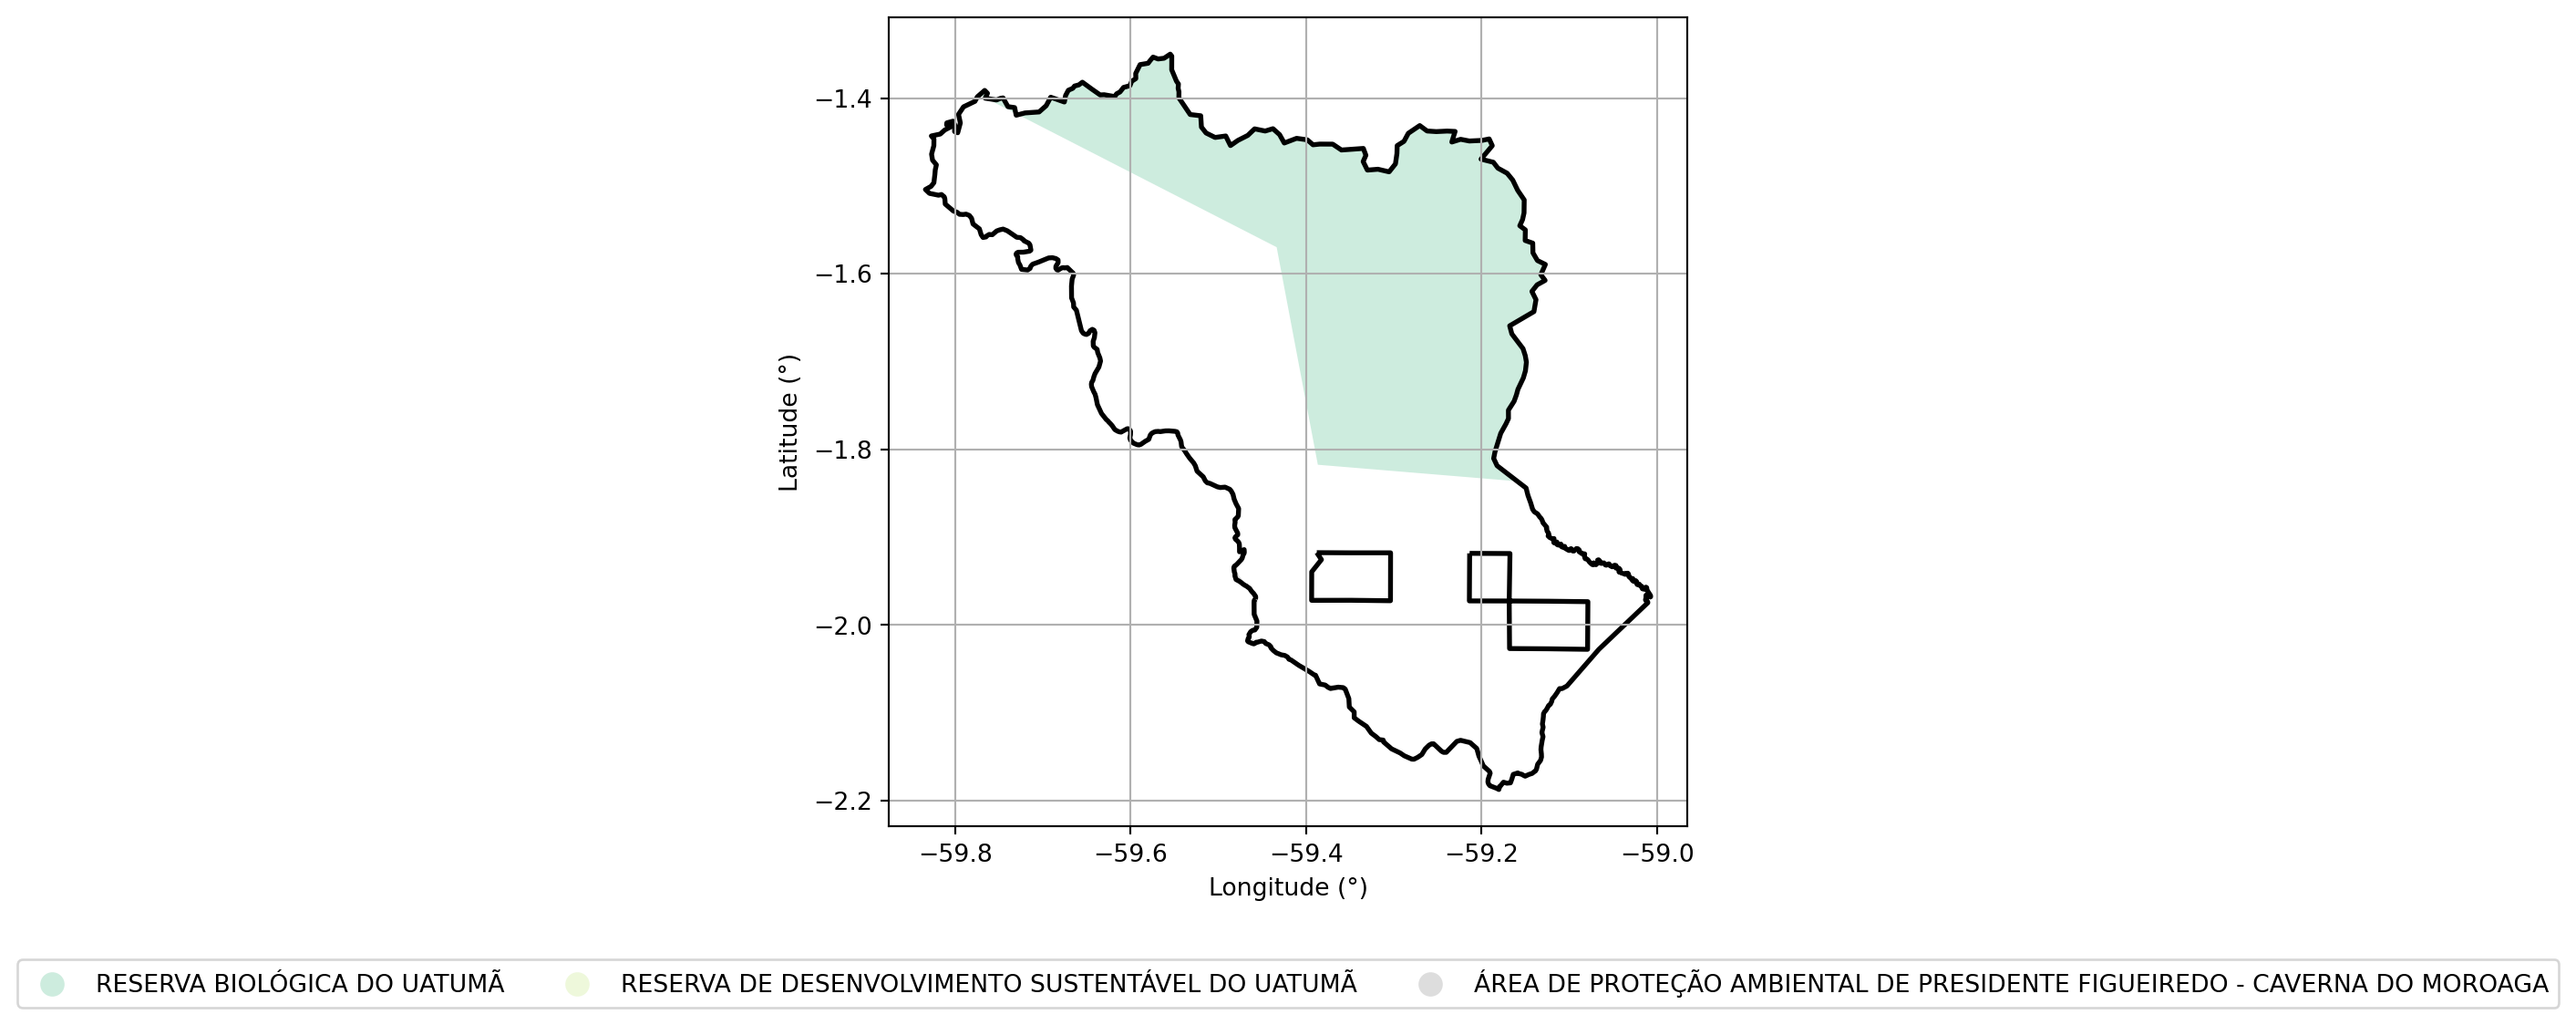 −1.4
−1.6
−1.8
−2.0
−2.2
Latitude (°)
−59.8 −59.6 −59.4 −59.2 −59.0
Longitude (°)
RESERVA BIOLÓGICA DO UATUMÃ RESERVA DE DESENVOLVIMENTO SUSTENTÁVEL DO UATUMÃ ÁREA DE PROTEÇÃO AMBIENTAL DE PRESIDENTE FIGUEIREDO - CAVERNA DO MOROAGA